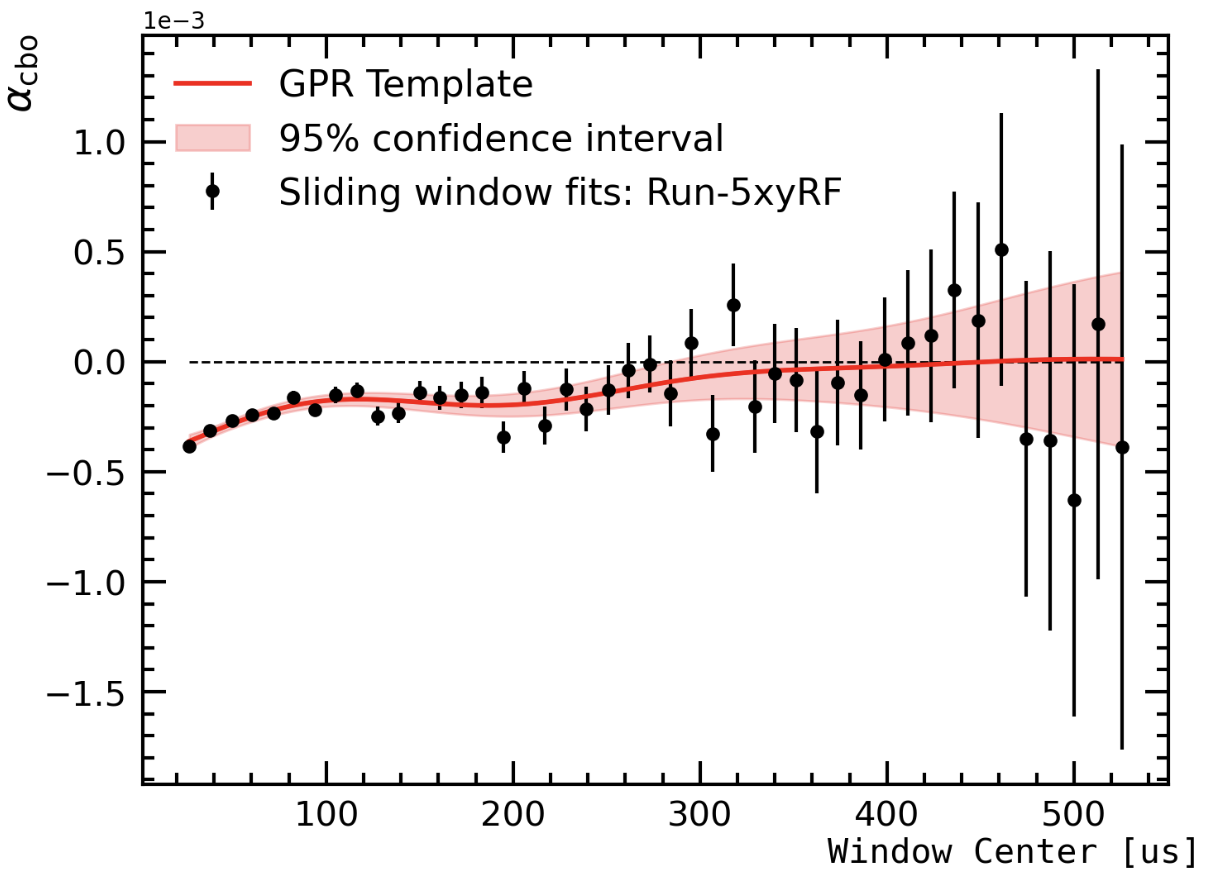 1e−3
α_cbo
GPR Template
95% confidence interval
Sliding window fits: Run-5xyRF
1.0
0.5
0.0
−0.5
−1.0
−1.5
100 200 300 400 500
Window Center [us]